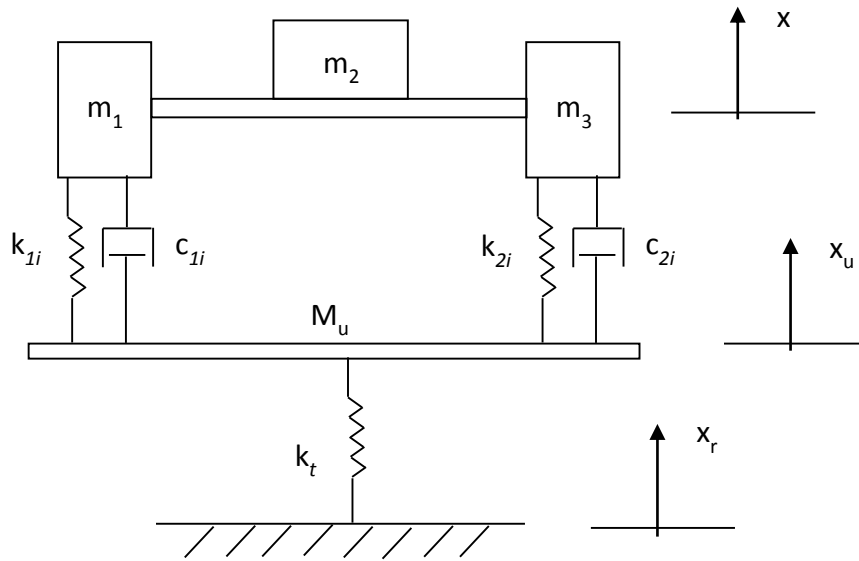 x
m₂
m₁
m₃
k₁ᵢ
c₁ᵢ
k₂ᵢ
c₂ᵢ
xᵤ
Mᵤ
xᵣ
kₜ